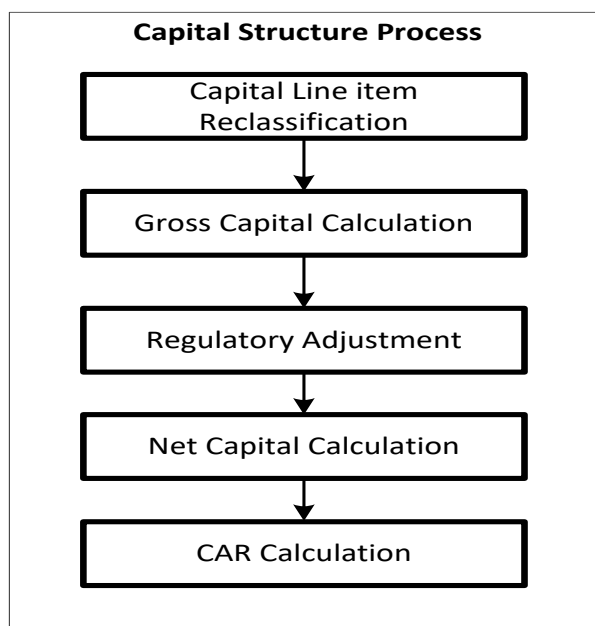 Capital Structure Process
Capital Line item
Reclassification
Gross Capital Calculation
Regulatory Adjustment
Net Capital Calculation
CAR Calculation